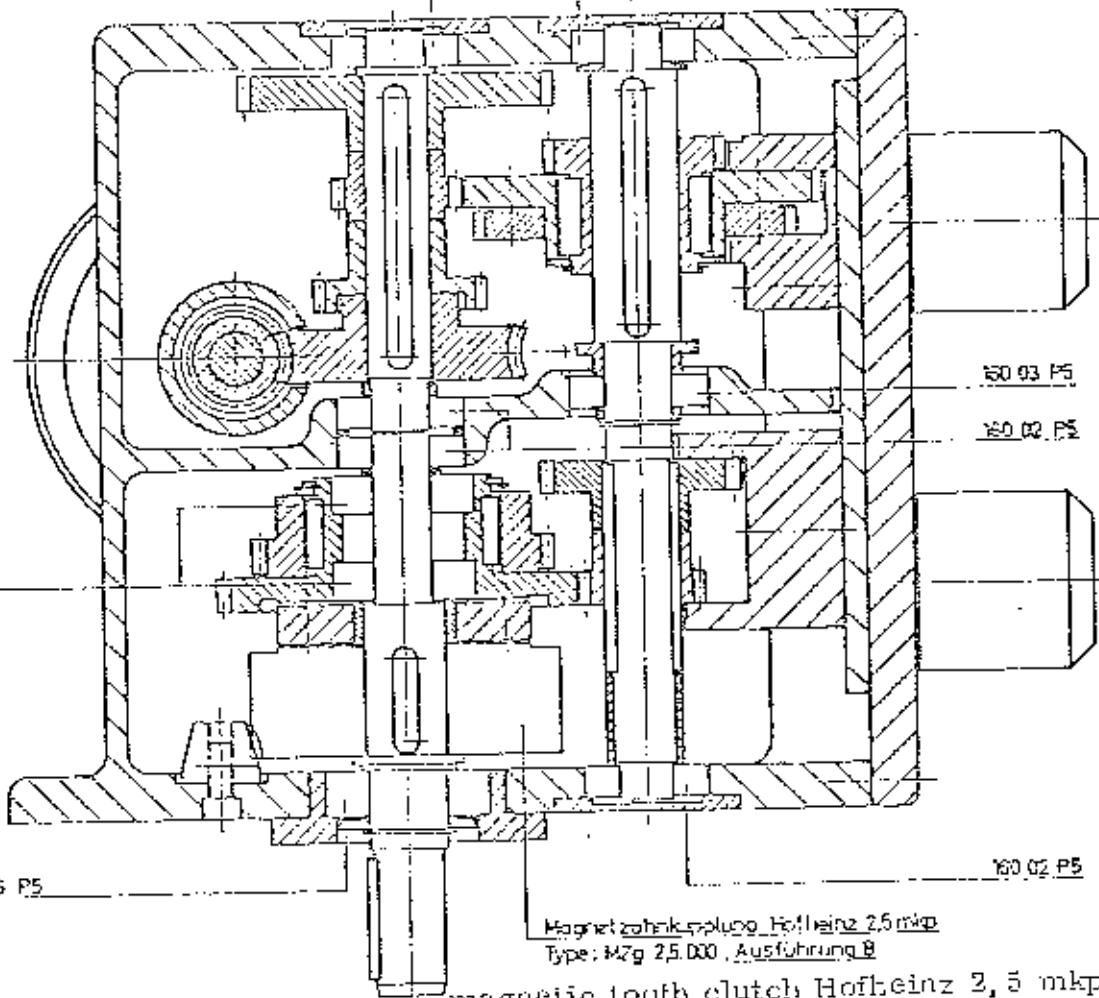 160 03 P5
160 02 P5
P5
160 02 P5
Magnetzahnkupplung Hofheinz 2,5 mkp
Type: MZg 2,5.000, Ausführung B
magnetic tooth clutch Hofheinz 2, 5 mkp